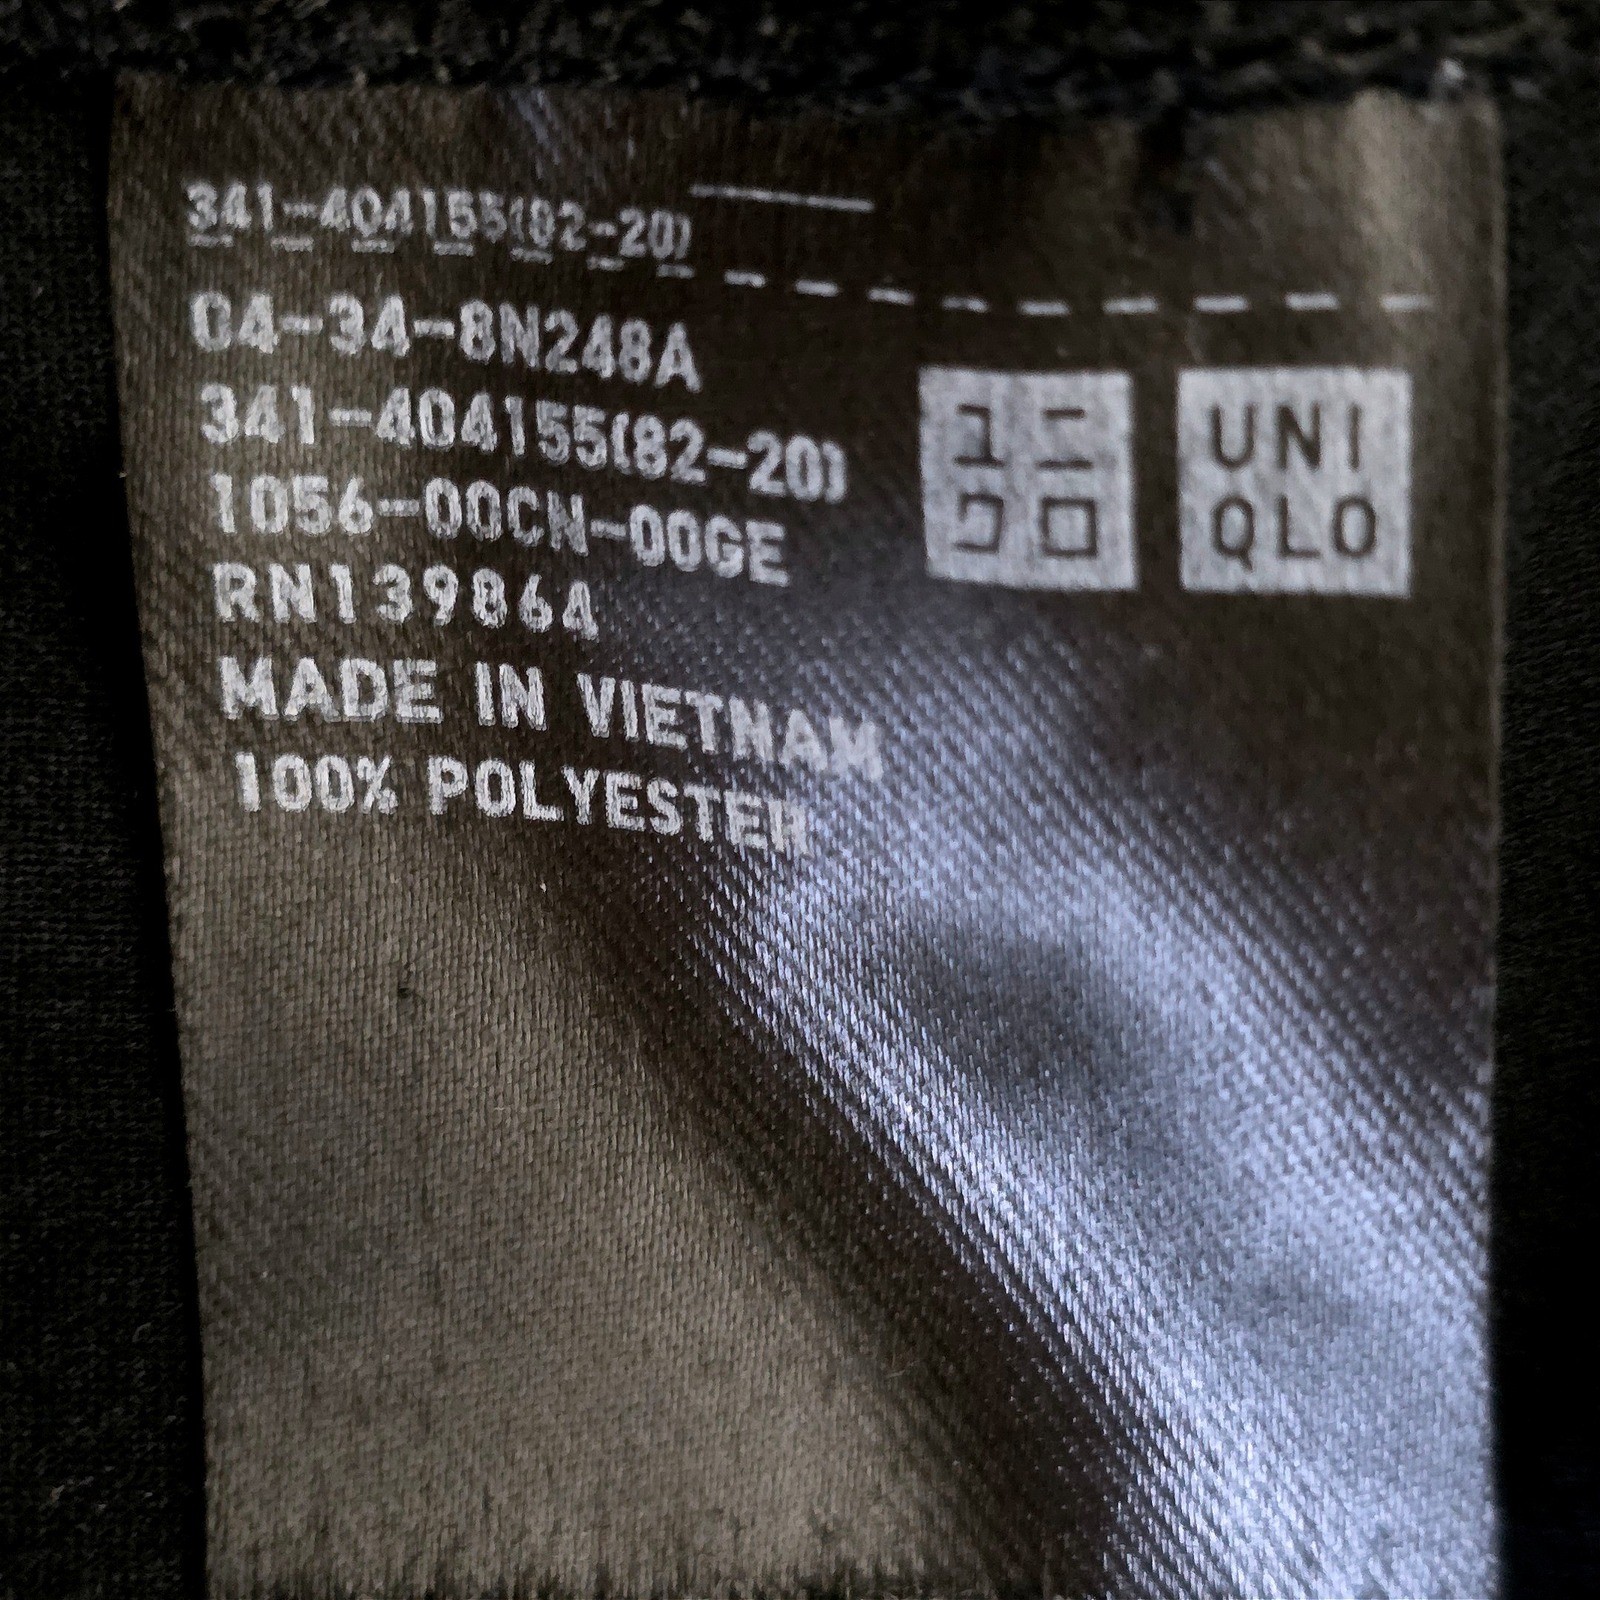 341-404155(82-20)
04-34-8N248A
341-404155(82-20)
1056-00CN-00GE
RN139864
MADE IN VIETNAM
100% POLYESTER
ユニ
クロ
UNI
QLO